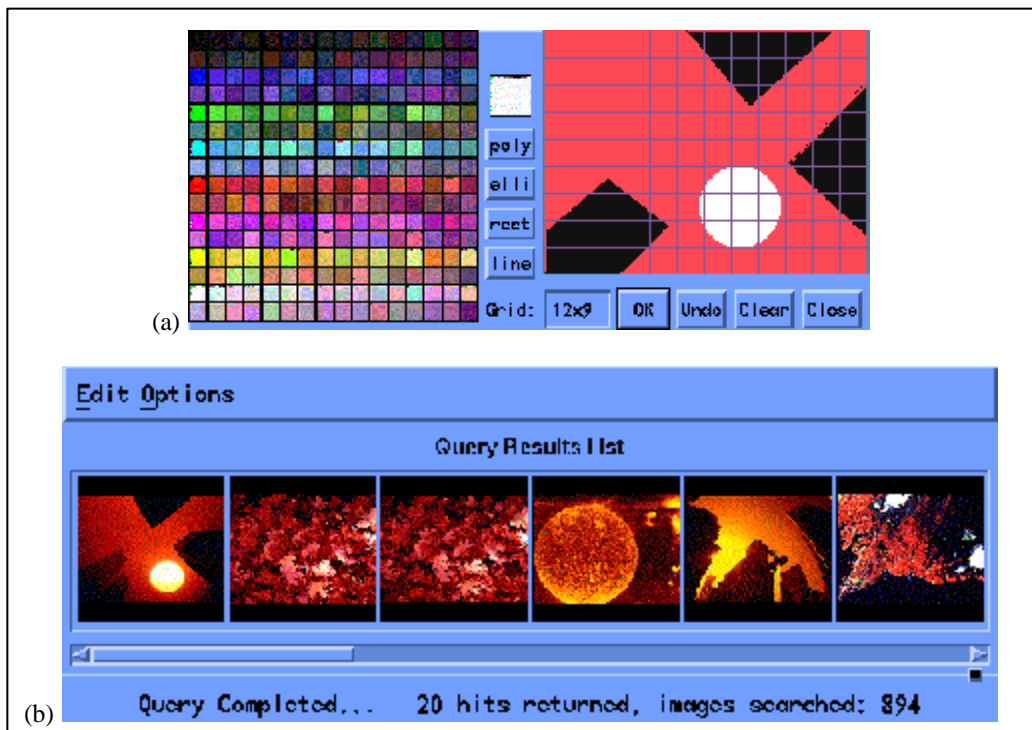 poly
elli
rect
line
(a) Grid: 12x9 OK Undo Clear Close
Edit Options
Query Results List
(b) Query Completed... 20 hits returned, images searched: 894